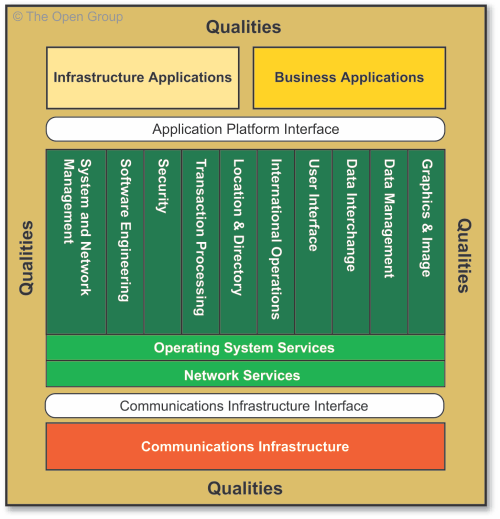 © The Open Group
Qualities
Infrastructure Applications
Business Applications
Application Platform Interface
Qualities
System and Network
Management
Software Engineering
Security
Transaction Processing
Location & Directory
International Operations
User Interface
Data Interchange
Data Management
Graphics & Image
Qualities
Operating System Services
Network Services
Communications Infrastructure Interface
Communications Infrastructure
Qualities